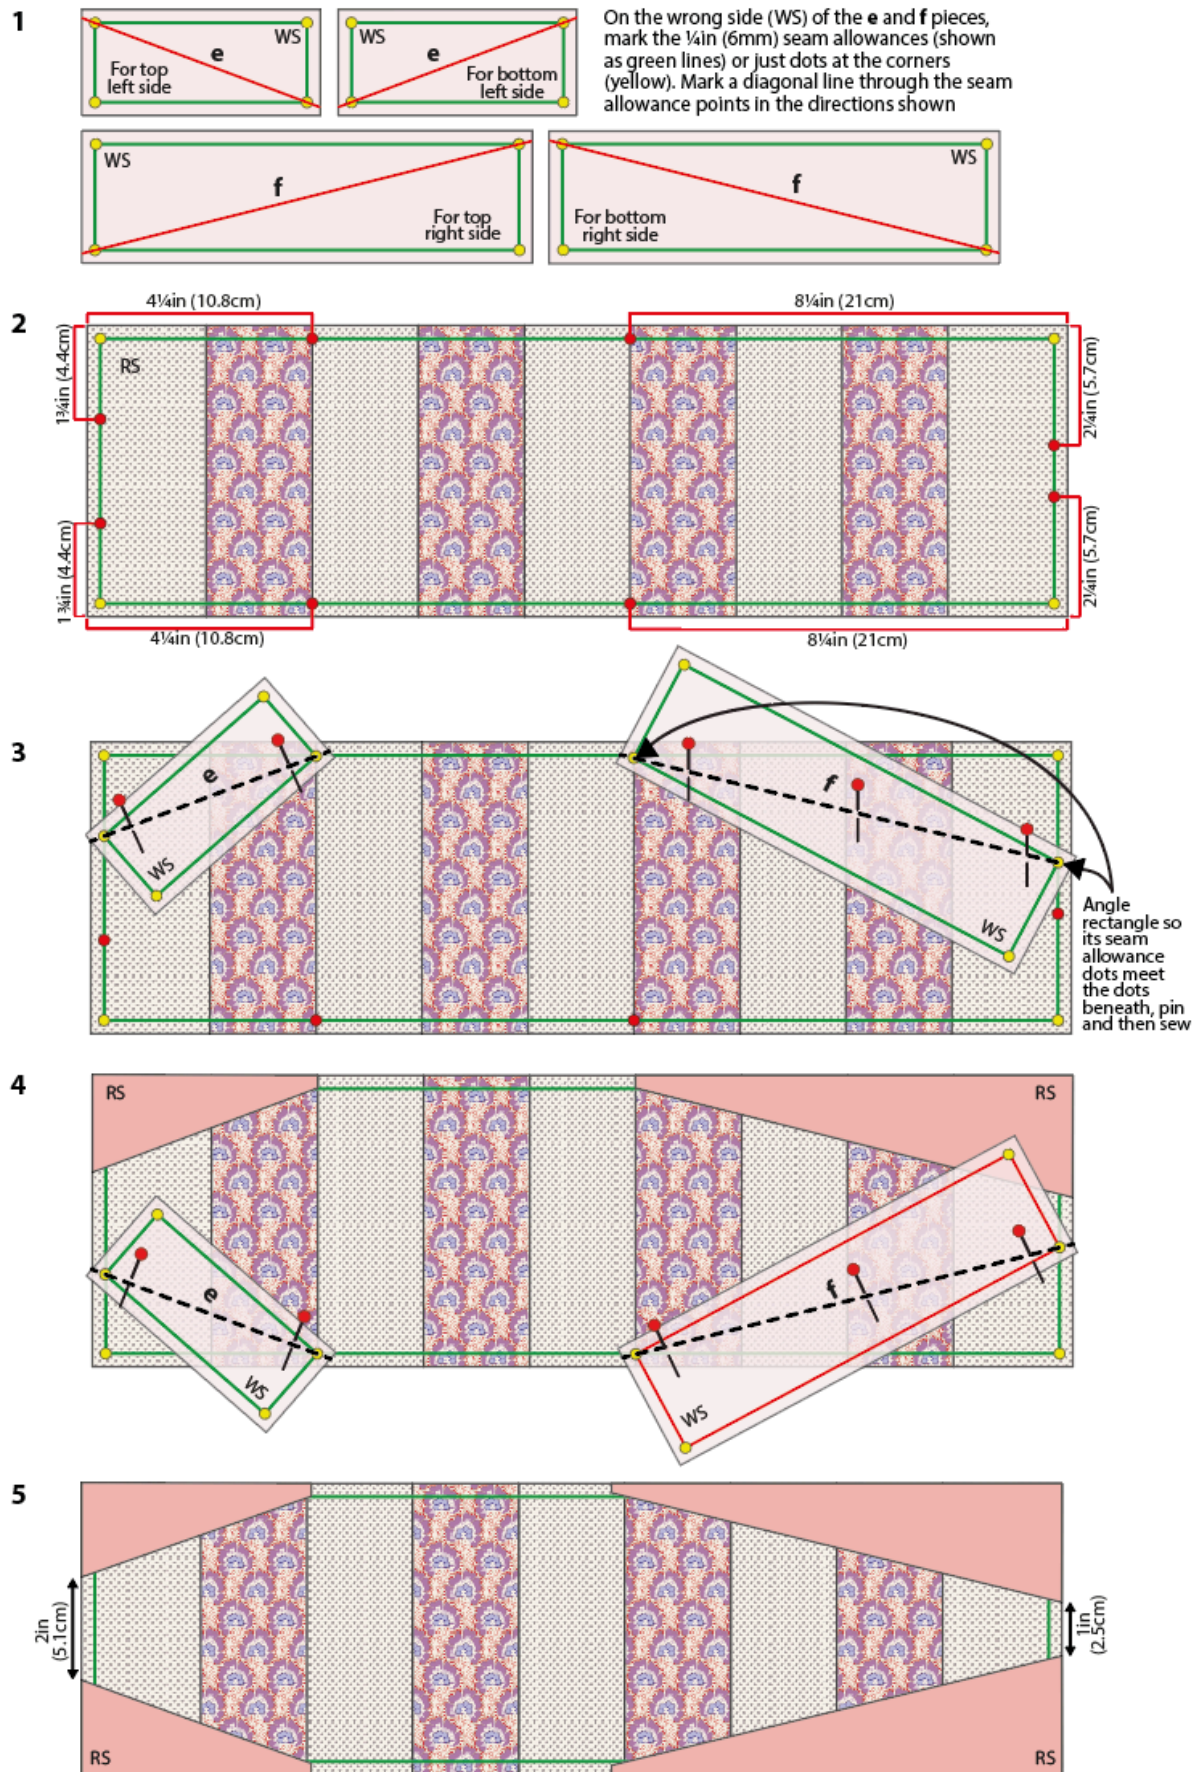 1
On the wrong side (WS) of the e and f pieces,
mark the ¼in (6mm) seam allowances (shown
as green lines) or just dots at the corners
(yellow). Mark a diagonal line through the seam
allowance points in the directions shown
e
WS
For top
left side
WS
e
For bottom
left side
WS
f
For top
right side
WS
f
For bottom
right side
2
4¼in (10.8cm)
8¼in (21cm)
1¾in (4.4cm)
RS
2¼in (5.7cm)
1¾in (4.4cm)
2¼in (5.7cm)
4¼in (10.8cm)
8¼in (21cm)
3
e
WS
f
WS
Angle
rectangle so
its seam
allowance
dots meet
the dots
beneath, pin
and then sew
4
RS
RS
e
WS
f
WS
5
2in
(5.1cm)
1in
(2.5cm)
RS
RS